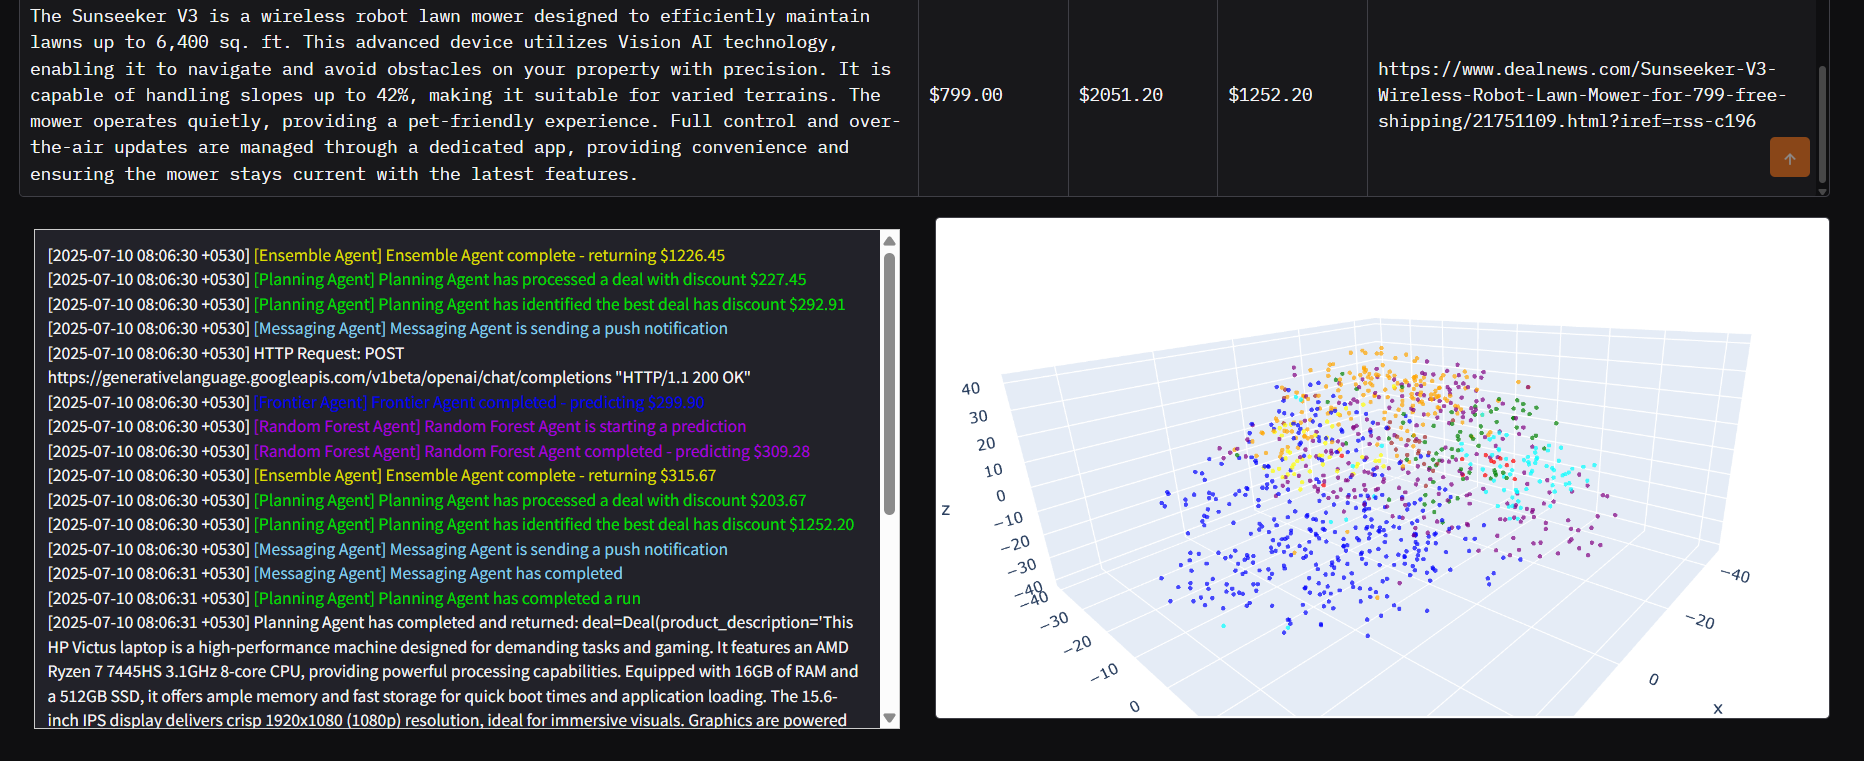 The Sunseeker V3 is a wireless robot lawn mower designed to efficiently maintain
lawns up to 6,400 sq. ft. This advanced device utilizes Vision AI technology,
enabling it to navigate and avoid obstacles on your property with precision. It is
capable of handling slopes up to 42%, making it suitable for varied terrains. The
mower operates quietly, providing a pet-friendly experience. Full control and over-
the-air updates are managed through a dedicated app, providing convenience and
ensuring the mower stays current with the latest features.
$799.00
$2051.20
$1252.20
https://www.dealnews.com/Sunseeker-V3-
Wireless-Robot-Lawn-Mower-for-799-free-
shipping/21751109.html?iref=rss-c196
[2025-07-10 08:06:30 +0530] [Ensemble Agent] Ensemble Agent complete - returning $1226.45
[2025-07-10 08:06:30 +0530] [Planning Agent] Planning Agent has processed a deal with discount $227.45
[2025-07-10 08:06:30 +0530] [Planning Agent] Planning Agent has identified the best deal has discount $292.91
[2025-07-10 08:06:30 +0530] [Messaging Agent] Messaging Agent is sending a push notification
[2025-07-10 08:06:30 +0530] HTTP Request: POST
https://generativelanguage.googleapis.com/v1beta/openai/chat/completions "HTTP/1.1 200 OK"
[2025-07-10 08:06:30 +0530] [Frontier Agent] Frontier Agent completed - predicting $299.90
[2025-07-10 08:06:30 +0530] [Random Forest Agent] Random Forest Agent is starting a prediction
[2025-07-10 08:06:30 +0530] [Random Forest Agent] Random Forest Agent completed - predicting $309.28
[2025-07-10 08:06:30 +0530] [Ensemble Agent] Ensemble Agent complete - returning $315.67
[2025-07-10 08:06:30 +0530] [Planning Agent] Planning Agent has processed a deal with discount $203.67
[2025-07-10 08:06:30 +0530] [Planning Agent] Planning Agent has identified the best deal has discount $1252.20
[2025-07-10 08:06:30 +0530] [Messaging Agent] Messaging Agent is sending a push notification
[2025-07-10 08:06:31 +0530] [Messaging Agent] Messaging Agent has completed
[2025-07-10 08:06:31 +0530] [Planning Agent] Planning Agent has completed a run
[2025-07-10 08:06:31 +0530] Planning Agent has completed and returned: deal=Deal(product_description='This
HP Victus laptop is a high-performance machine designed for demanding tasks and gaming. It features an AMD
Ryzen 7 7445HS 3.1GHz 8-core CPU, providing powerful processing capabilities. Equipped with 16GB of RAM and
a 512GB SSD, it offers ample memory and fast storage for quick boot times and application loading. The 15.6-
inch IPS display delivers crisp 1920x1080 (1080p) resolution, ideal for immersive visuals. Graphics are powered
40
30
20
10
0
−10
−20
−30
−40
z
−40
−30
−20
−10
0
−40
−20
0
x